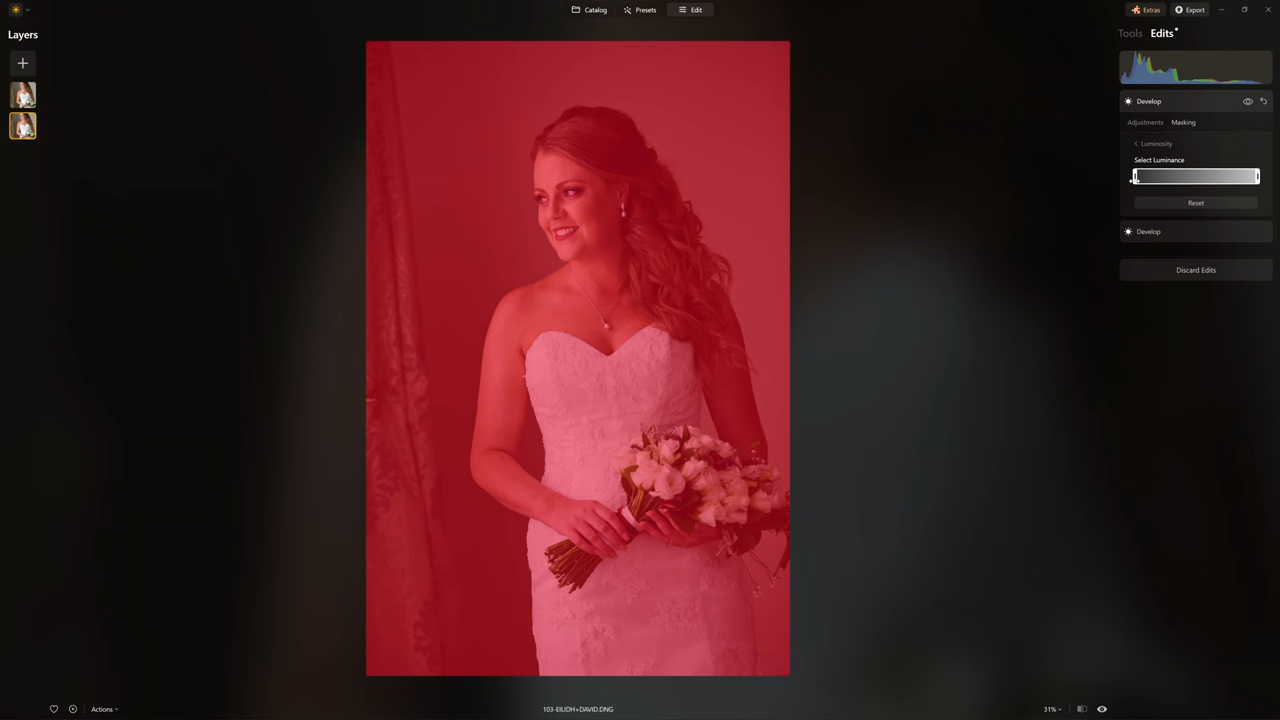 Catalog Presets Edit
Extras Export
Layers
Tools Edits
Develop
Adjustments Masking
Luminosity
Select Luminance
Reset
Develop
Discard Edits
Actions
103-EILIDH+DAVID.DNG
31%